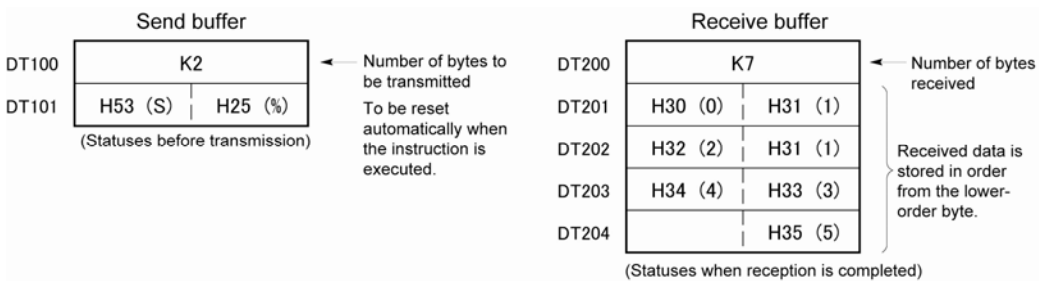 Send buffer
DT100
K2
Number of bytes to
be transmitted
DT101
H53 (S)
H25 (%)
To be reset
automatically when
the instruction is
executed.
(Statuses before transmission)
Receive buffer
DT200
K7
Number of bytes
received
DT201
H30 (0)
H31 (1)
DT202
H32 (2)
H31 (1)
DT203
H34 (4)
H33 (3)
DT204
H35 (5)
Received data is
stored in order
from the lower-
order byte.
(Statuses when reception is completed)